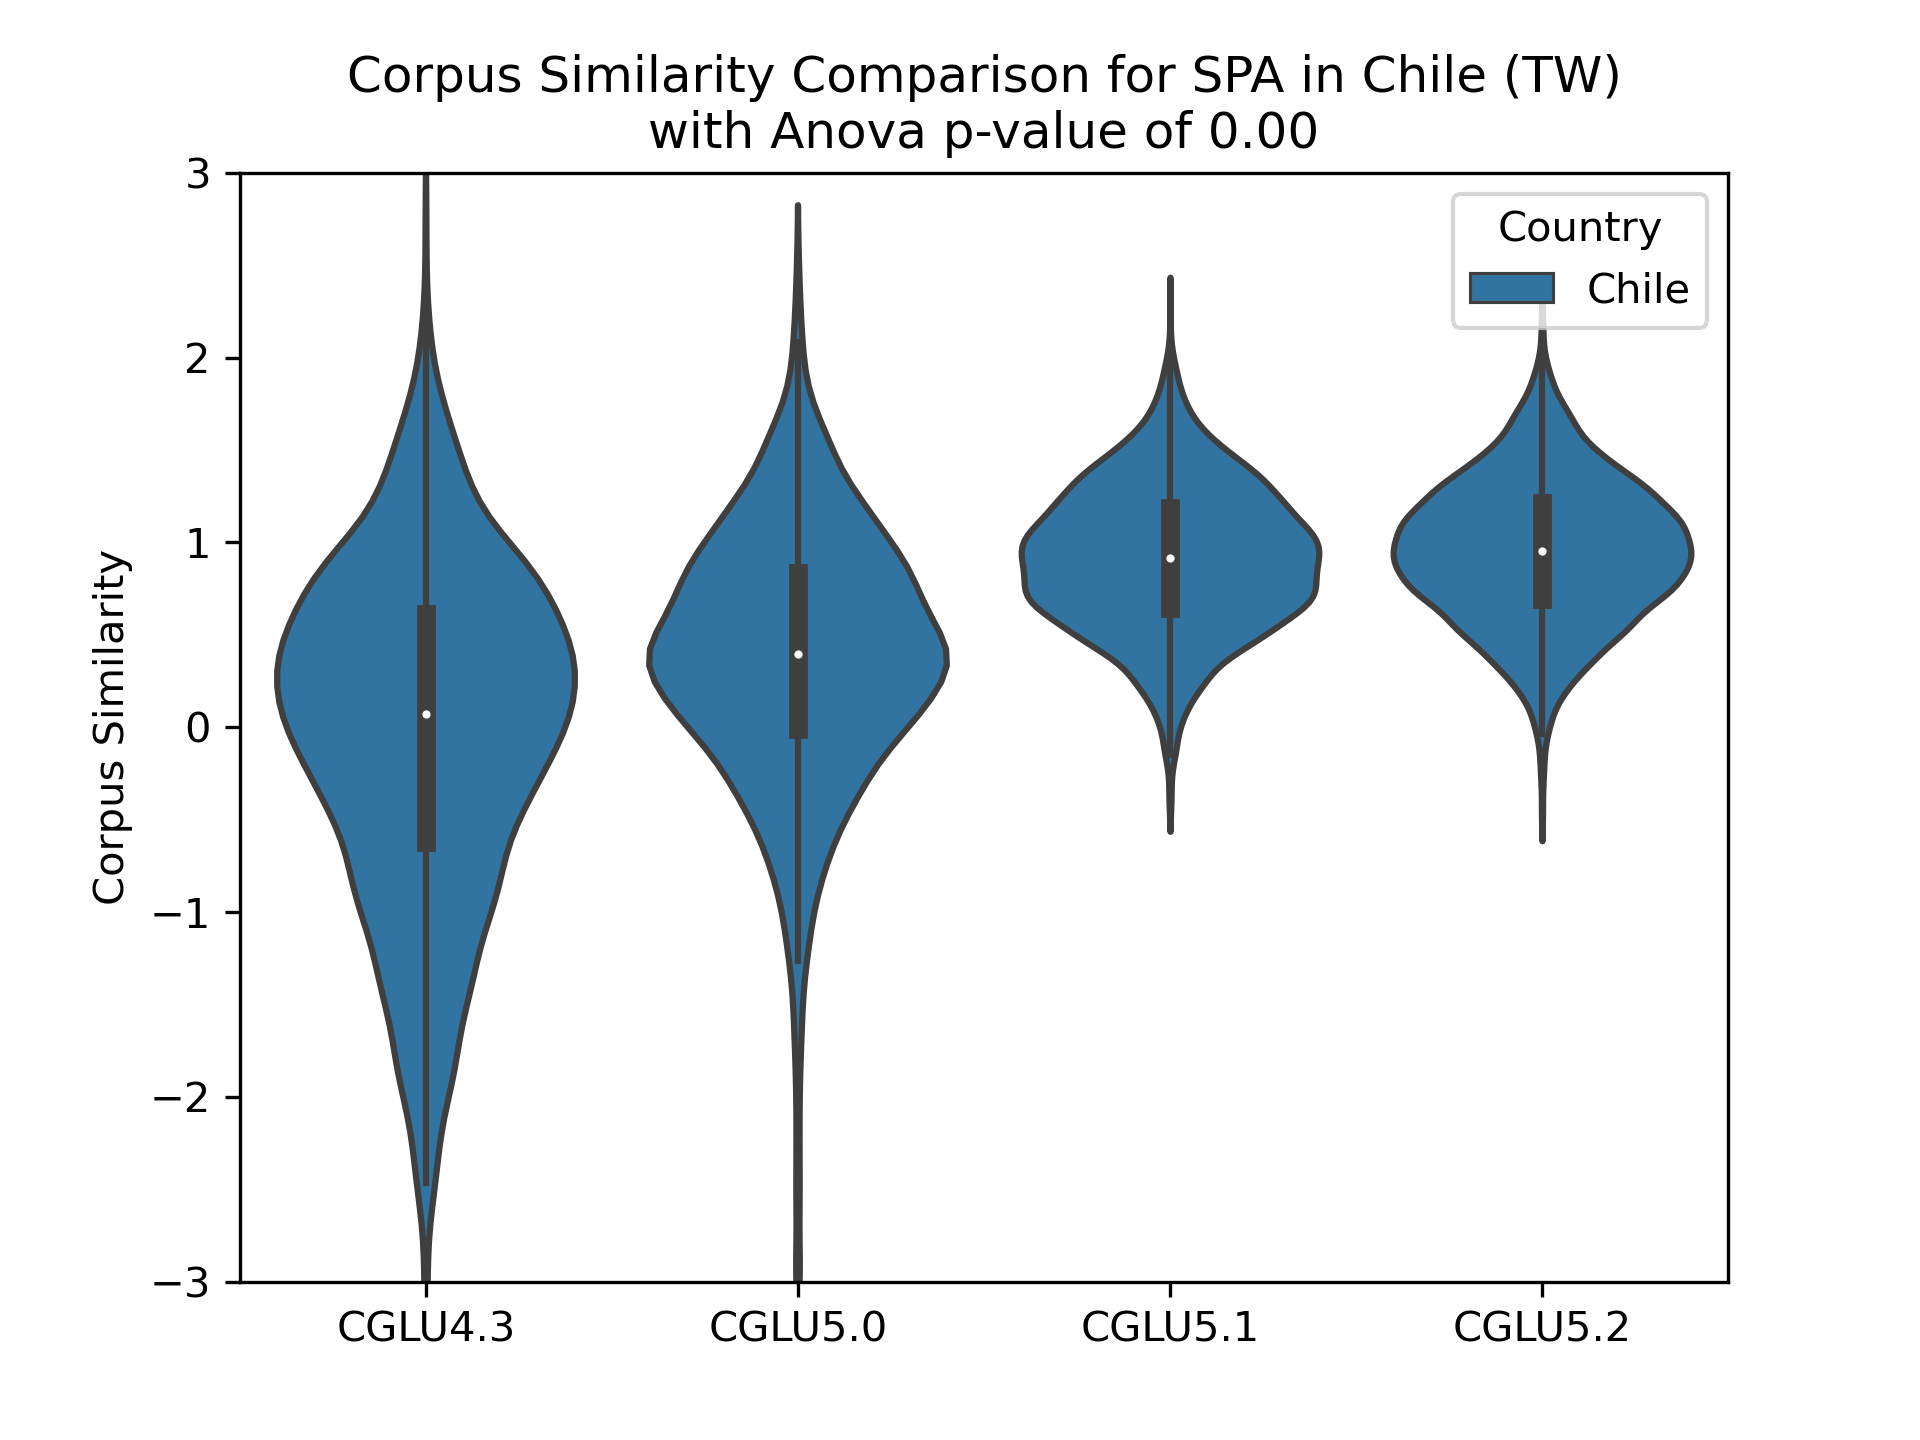 Corpus Similarity Comparison for SPA in Chile (TW)
with Anova p-value of 0.00
Country
Chile
Corpus Similarity
3
2
1
0
−1
−2
−3
CGLU4.3
CGLU5.0
CGLU5.1
CGLU5.2